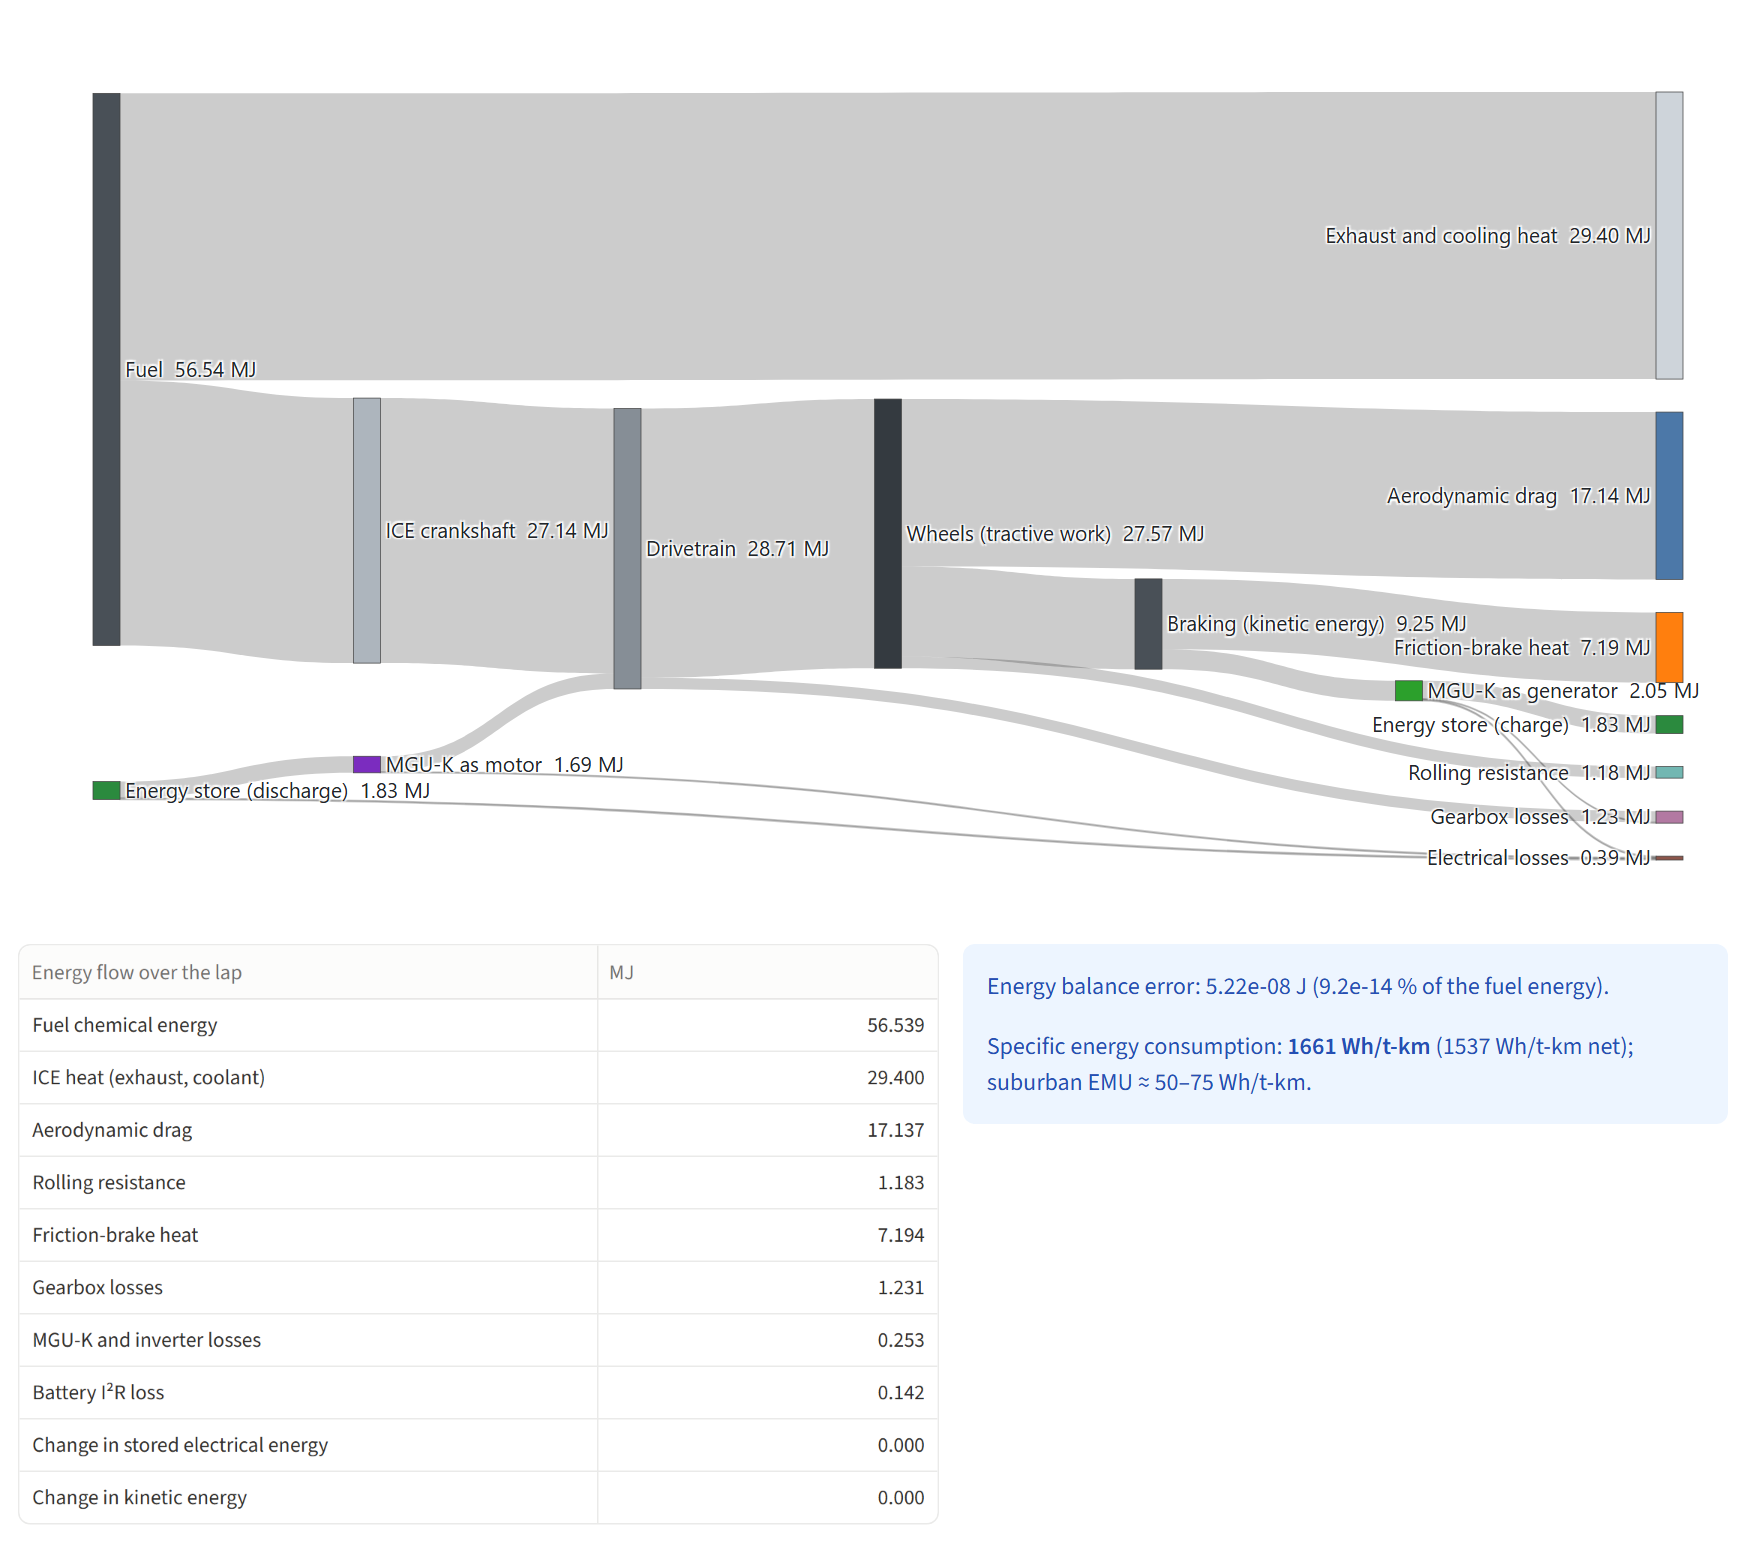 Exhaust and cooling heat 29.40 MJ
Fuel 56.54 MJ
Aerodynamic drag 17.14 MJ
ICE crankshaft 27.14 MJ
Wheels (tractive work) 27.57 MJ
Drivetrain 28.71 MJ
Braking (kinetic energy) 9.25 MJ
Friction-brake heat 7.19 MJ
MGU-K as generator 2.05 MJ
Energy store (charge) 1.83 MJ
MGU-K as motor 1.69 MJ
Rolling resistance 1.18 MJ
Energy store (discharge) 1.83 MJ
Gearbox losses 1.23 MJ
Electrical losses 0.39 MJ
Energy flow over the lap MJ
Fuel chemical energy 56.539
ICE heat (exhaust, coolant) 29.400
Aerodynamic drag 17.137
Rolling resistance 1.183
Friction-brake heat 7.194
Gearbox losses 1.231
MGU-K and inverter losses 0.253
Battery I²R loss 0.142
Change in stored electrical energy 0.000
Change in kinetic energy 0.000
Energy balance error: 5.22e-08 J (9.2e-14 % of the fuel energy).
Specific energy consumption: 1661 Wh/t-km (1537 Wh/t-km net);
suburban EMU ≈ 50–75 Wh/t-km.